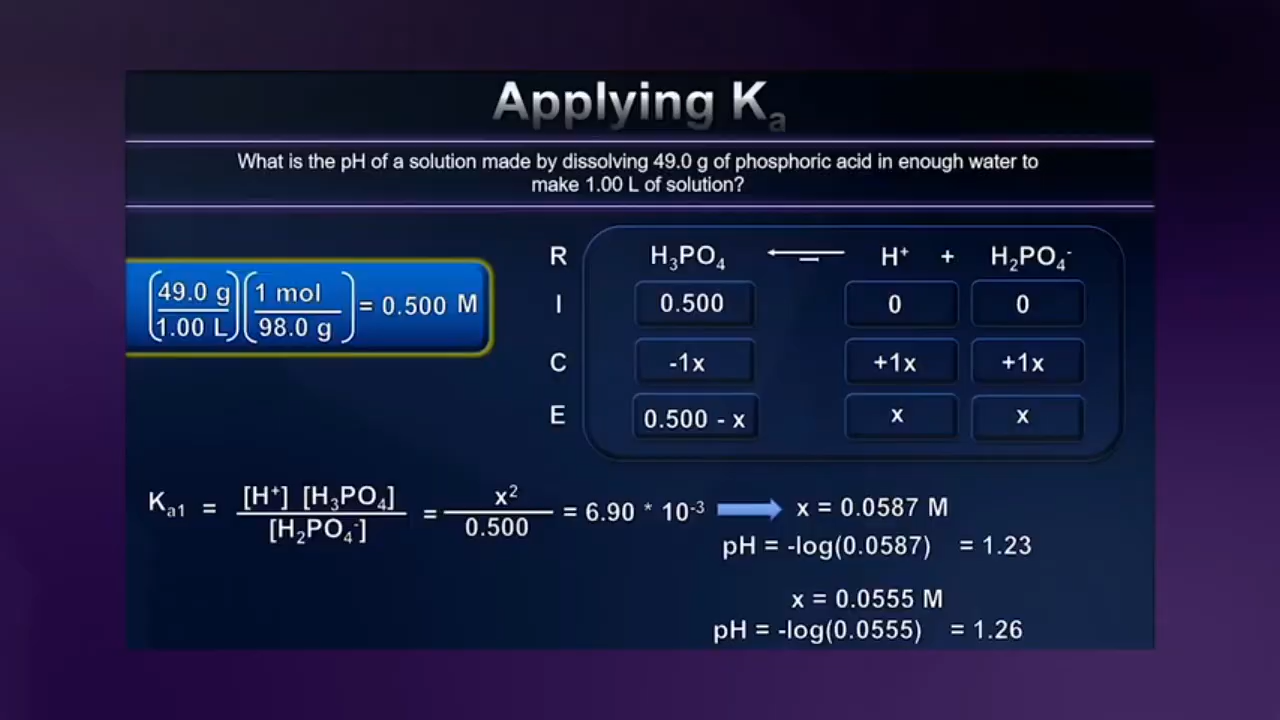 Applying Kₐ
What is the pH of a solution made by dissolving 49.0 g of phosphoric acid in enough water to
make 1.00 L of solution?
R H₃PO₄ H⁺ + H₂PO₄⁻
I 0.500 0 0
C -1x +1x +1x
E 0.500 - x x x
49.0 g 1 mol
= 0.500 M
1.00 L 98.0 g
[H⁺] [H₃PO₄] x²
Kₐ₁ = = = 6.90 * 10⁻³ x = 0.0587 M
[H₂PO₄⁻] 0.500
pH = -log(0.0587) = 1.23
x = 0.0555 M
pH = -log(0.0555) = 1.26